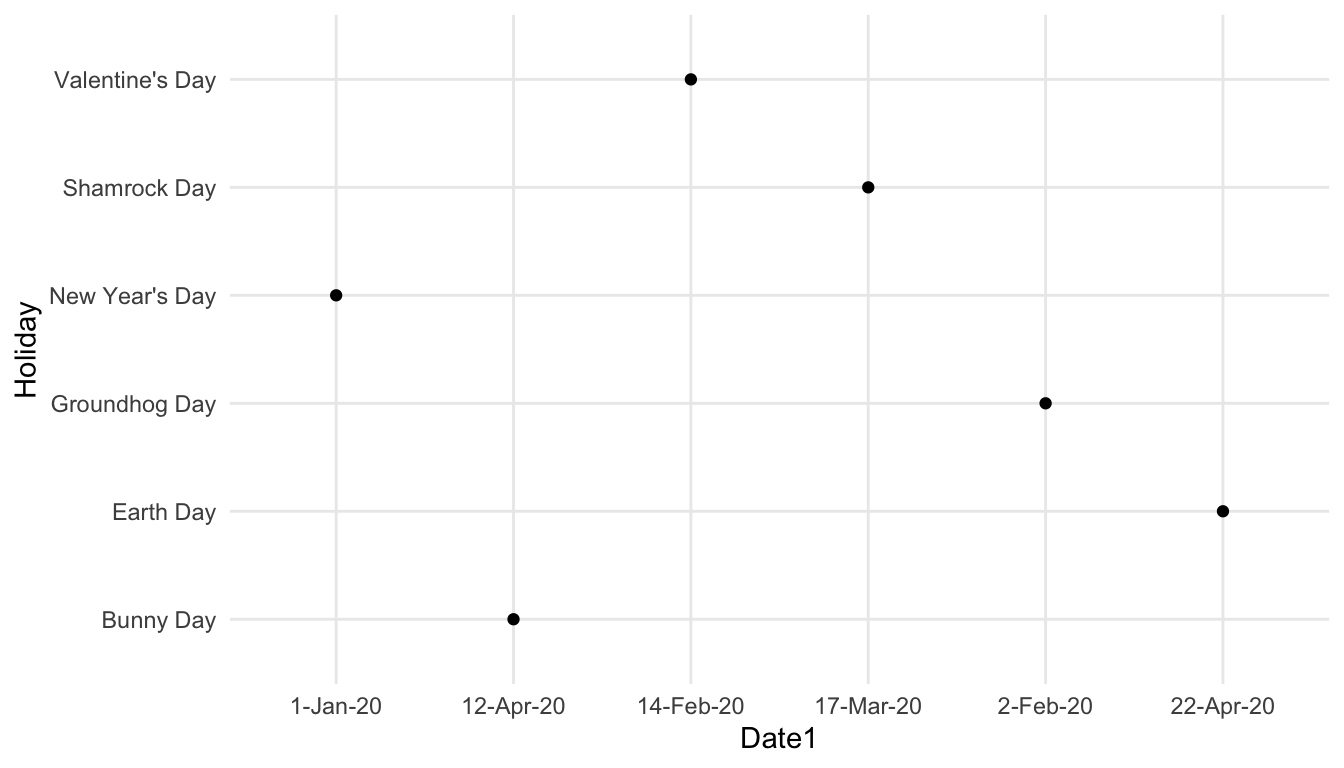 Valentine's Day
Shamrock Day
New Year's Day
Groundhog Day
Earth Day
Bunny Day
Holiday
1-Jan-20 12-Apr-20 14-Feb-20 17-Mar-20 2-Feb-20 22-Apr-20
Date1